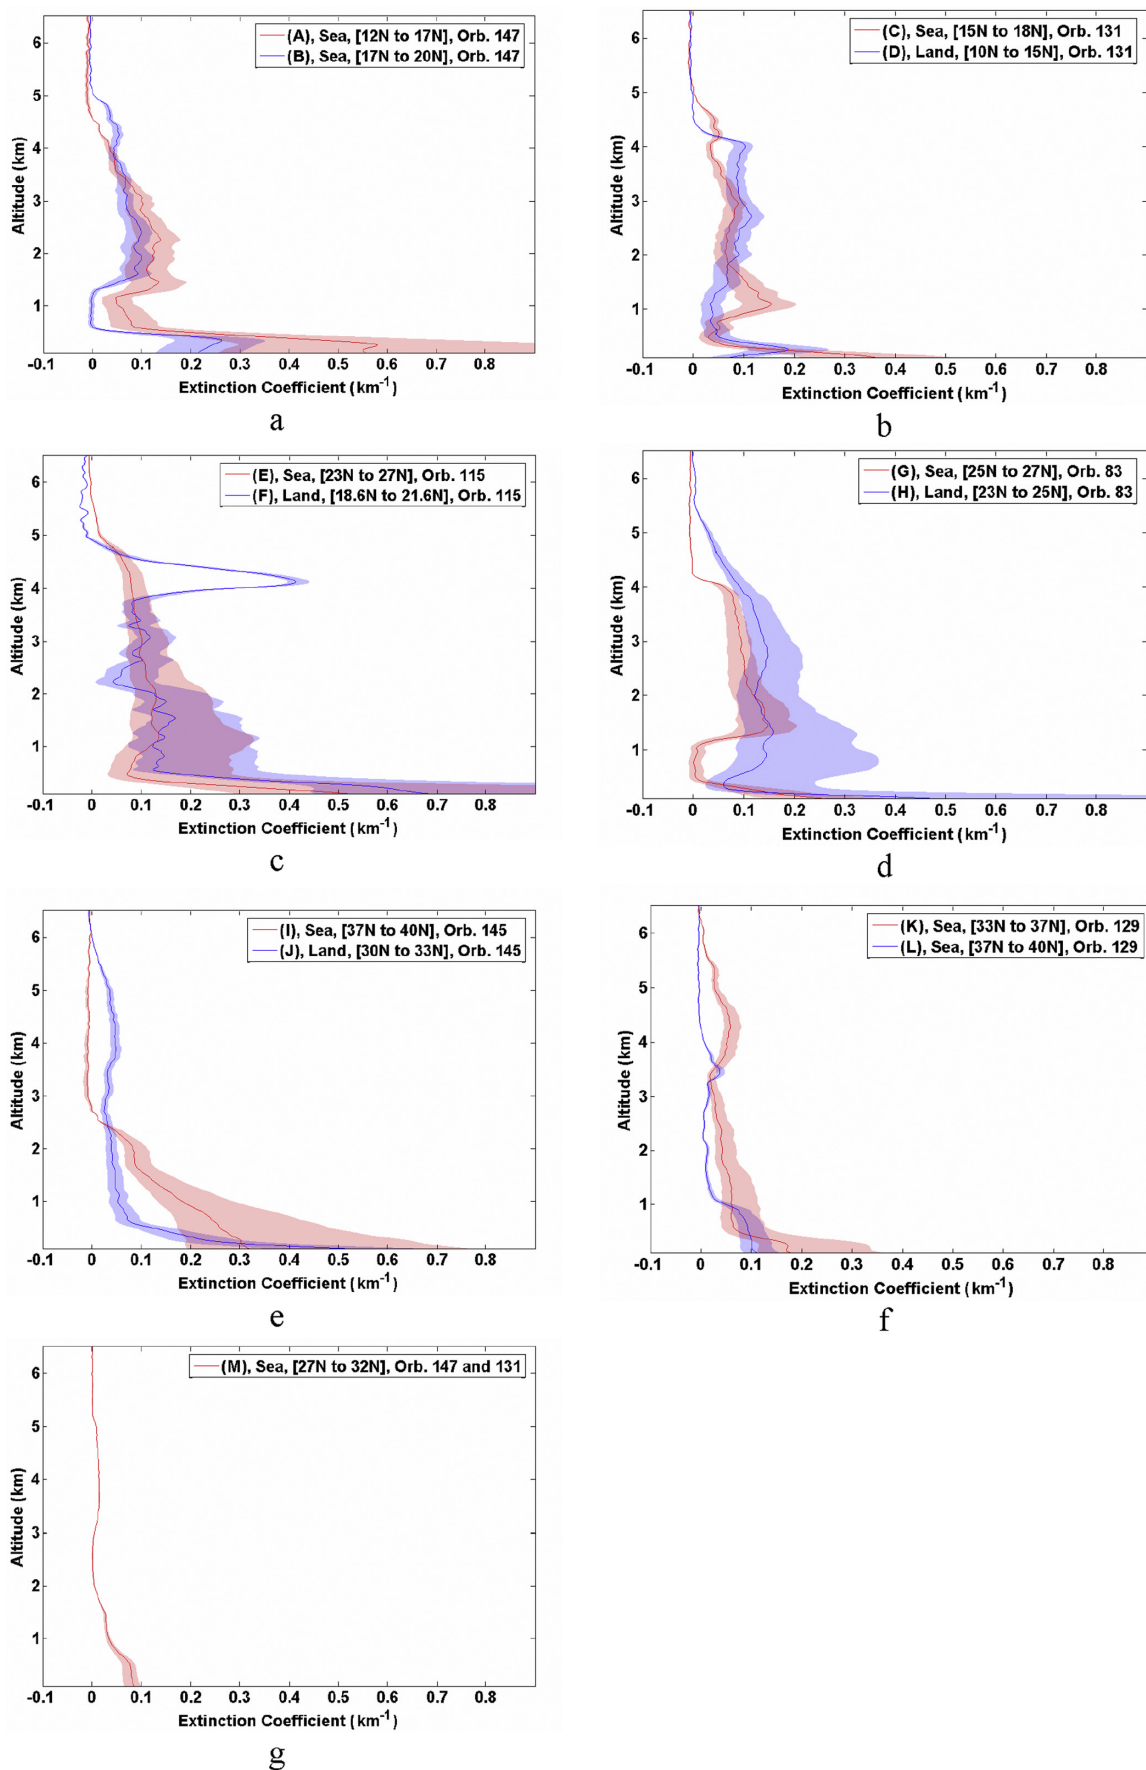 (A), Sea, [12N to 17N], Orb. 147
(B), Sea, [17N to 20N], Orb. 147
Altitude (km)
6
5
4
3
2
1
-0.1 0 0.1 0.2 0.3 0.4 0.5 0.6 0.7 0.8
Extinction Coefficient (km-1)
a
(C), Sea, [15N to 18N], Orb. 131
(D), Land, [10N to 15N], Orb. 131
Altitude (km)
6
5
4
3
2
1
-0.1 0 0.1 0.2 0.3 0.4 0.5 0.6 0.7 0.8
Extinction Coefficient (km-1)
b
(E), Sea, [23N to 27N], Orb. 115
(F), Land, [18.6N to 21.6N], Orb. 115
Altitude (km)
6
5
4
3
2
1
-0.1 0 0.1 0.2 0.3 0.4 0.5 0.6 0.7 0.8
Extinction Coefficient (km-1)
c
(G), Sea, [25N to 27N], Orb. 83
(H), Land, [23N to 25N], Orb. 83
Altitude (km)
6
5
4
3
2
1
-0.1 0 0.1 0.2 0.3 0.4 0.5 0.6 0.7 0.8
Extinction Coefficient (km-1)
d
(I), Sea, [37N to 40N], Orb. 145
(J), Land, [30N to 33N], Orb. 145
Altitude (km)
6
5
4
3
2
1
-0.1 0 0.1 0.2 0.3 0.4 0.5 0.6 0.7 0.8
Extinction Coefficient (km-1)
e
(K), Sea, [33N to 37N], Orb. 129
(L), Sea, [37N to 40N], Orb. 129
Altitude (km)
6
5
4
3
2
1
-0.1 0 0.1 0.2 0.3 0.4 0.5 0.6 0.7 0.8
Extinction Coefficient (km-1)
f
(M), Sea, [27N to 32N], Orb. 147 and 131
Altitude (km)
6
5
4
3
2
1
-0.1 0 0.1 0.2 0.3 0.4 0.5 0.6 0.7 0.8
Extinction Coefficient (km-1)
g